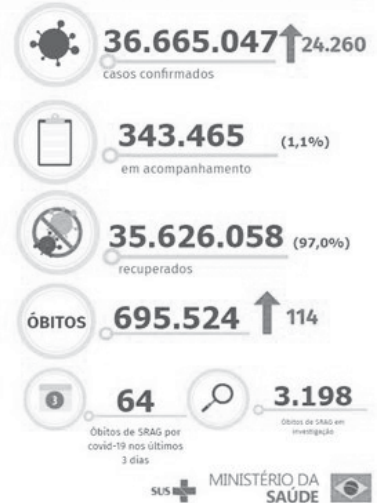 36.665.047 24.260
casos confirmados
343.465 (1,1%)
em acompanhamento
35.626.058 (97,0%)
recuperados
ÓBITOS 695.524 114
3 64 3.198
Óbitos de SRAG por
covid-19 nos últimos
3 dias
Óbitos de SRAG em
investigação
SUS MINISTÉRIO DA
SAÚDE